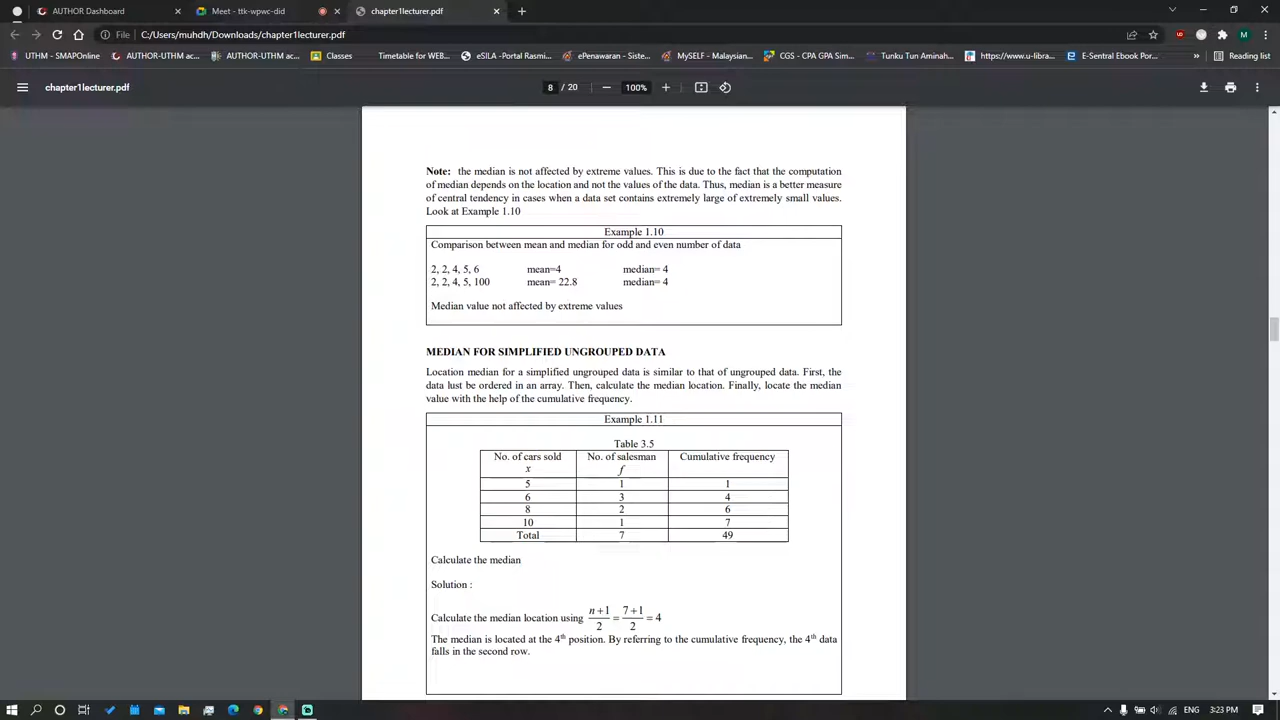 AUTHOR Dashboard
Meet - ttk-wpwc-did
chapter1lecturer.pdf
File C:/Users/muhdh/Downloads/chapter1lecturer.pdf
UTHM - SMAPOnline
AUTHOR-UTHM ac...
AUTHOR-UTHM ac...
Classes
Timetable for WEB...
eSILA -Portal Rasmi...
ePenawaran - Siste...
MySELF - Malaysian...
CGS - CPA GPA Sim...
Tunku Tun Aminah...
https://www.u-libra...
E-Sentral Ebook Por...
»
Reading list
chapter1lecturer.pdf
8 / 20
100%
Note: the median is not affected by extreme values. This is due to the fact that the computation
of median depends on the location and not the values of the data. Thus, median is a better measure
of central tendency in cases when a data set contains extremely large of extremely small values.
Look at Example 1.10
Example 1.10
Comparison between mean and median for odd and even number of data
2, 2, 4, 5, 6 mean=4 median= 4
2, 2, 4, 5, 100 mean= 22.8 median= 4
Median value not affected by extreme values
MEDIAN FOR SIMPLIFIED UNGROUPED DATA
Location median for a simplified ungrouped data is similar to that of ungrouped data. First, the
data lust be ordered in an array. Then, calculate the median location. Finally, locate the median
value with the help of the cumulative frequency.
Example 1.11
Table 3.5
No. of cars sold No. of salesman Cumulative frequency
x f
5 1 1
6 3 4
8 2 6
10 1 7
Total 7 49
Calculate the median
Solution :
Calculate the median location using n+1/2 = 7+1/2 = 4
The median is located at the 4th position. By referring to the cumulative frequency, the 4th data
falls in the second row.
ENG 3:23 PM